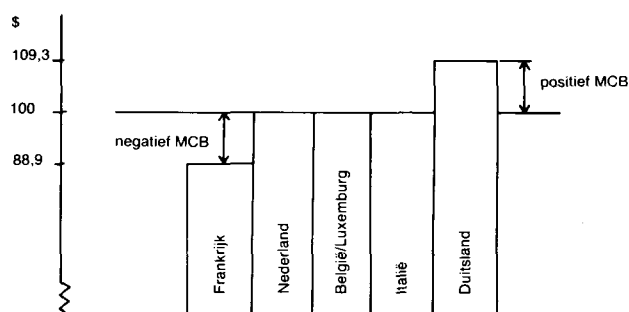 $
109,3
positief MCB
100
negatief MCB
88,9
Frankrijk
Nederland
België/Luxemburg
Italië
Duitsland